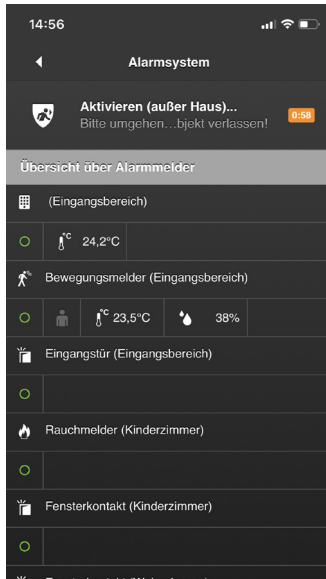 14:56
Alarmsystem
Aktivieren (außer Haus)...
Bitte umgehen...bjekt verlassen!
0:58
Übersicht über Alarmmelder
(Eingangsbereich)
°C 24,2°C
Bewegungsmelder (Eingangsbereich)
°C 23,5°C 38%
Eingangstür (Eingangsbereich)
Rauchmelder (Kinderzimmer)
Fensterkontakt (Kinderzimmer)